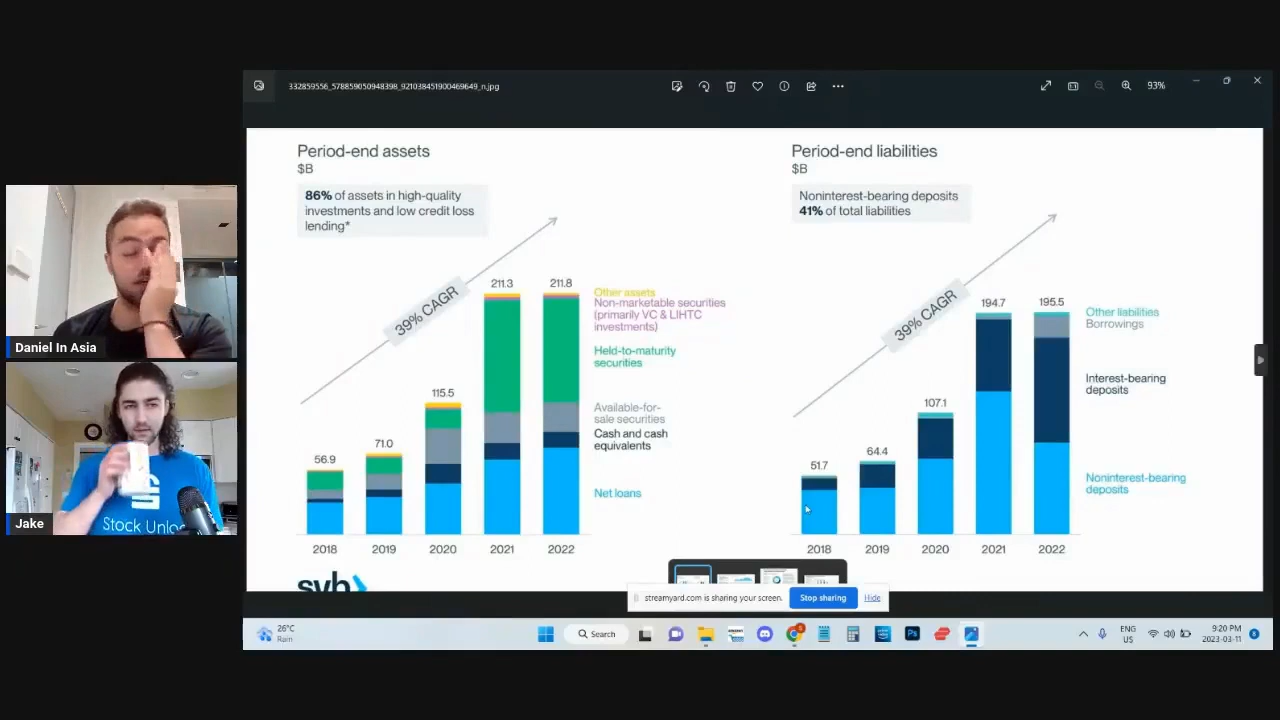 332859556_578859050948398_921038451900469649_n.jpg
93%
Period-end assets
$B
86% of assets in high-quality
investments and low credit loss
lending*
39% CAGR
56.9
71.0
115.5
211.3
211.8
Other assets
Non-marketable securities
(primarily VC & LIHTC
investments)
Held-to-maturity
securities
Available-for-
sale securities
Cash and cash
equivalents
Net loans
2018
2019
2020
2021
2022
svb
Period-end liabilities
$B
Noninterest-bearing deposits
41% of total liabilities
39% CAGR
51.7
64.4
107.1
194.7
195.5
Other liabilities
Borrowings
Interest-bearing
deposits
Noninterest-bearing
deposits
2018
2019
2020
2021
2022
Daniel In Asia
Stock Unloc
Jake
streamyard.com is sharing your screen.
Stop sharing
Hide
26°C
Rain
Search
ENG
US
9:20 PM
2023-03-11
8